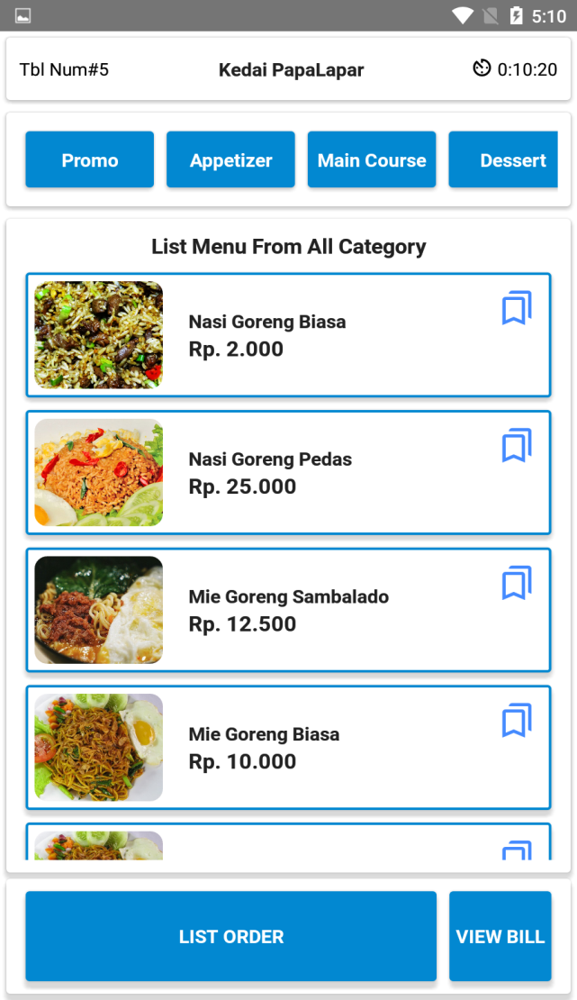 5:10
Tbl Num#5 Kedai PapaLapar 0:10:20
Promo Appetizer Main Course Dessert
List Menu From All Category
Nasi Goreng Biasa
Rp. 2.000
Nasi Goreng Pedas
Rp. 25.000
Mie Goreng Sambalado
Rp. 12.500
Mie Goreng Biasa
Rp. 10.000
LIST ORDER VIEW BILL